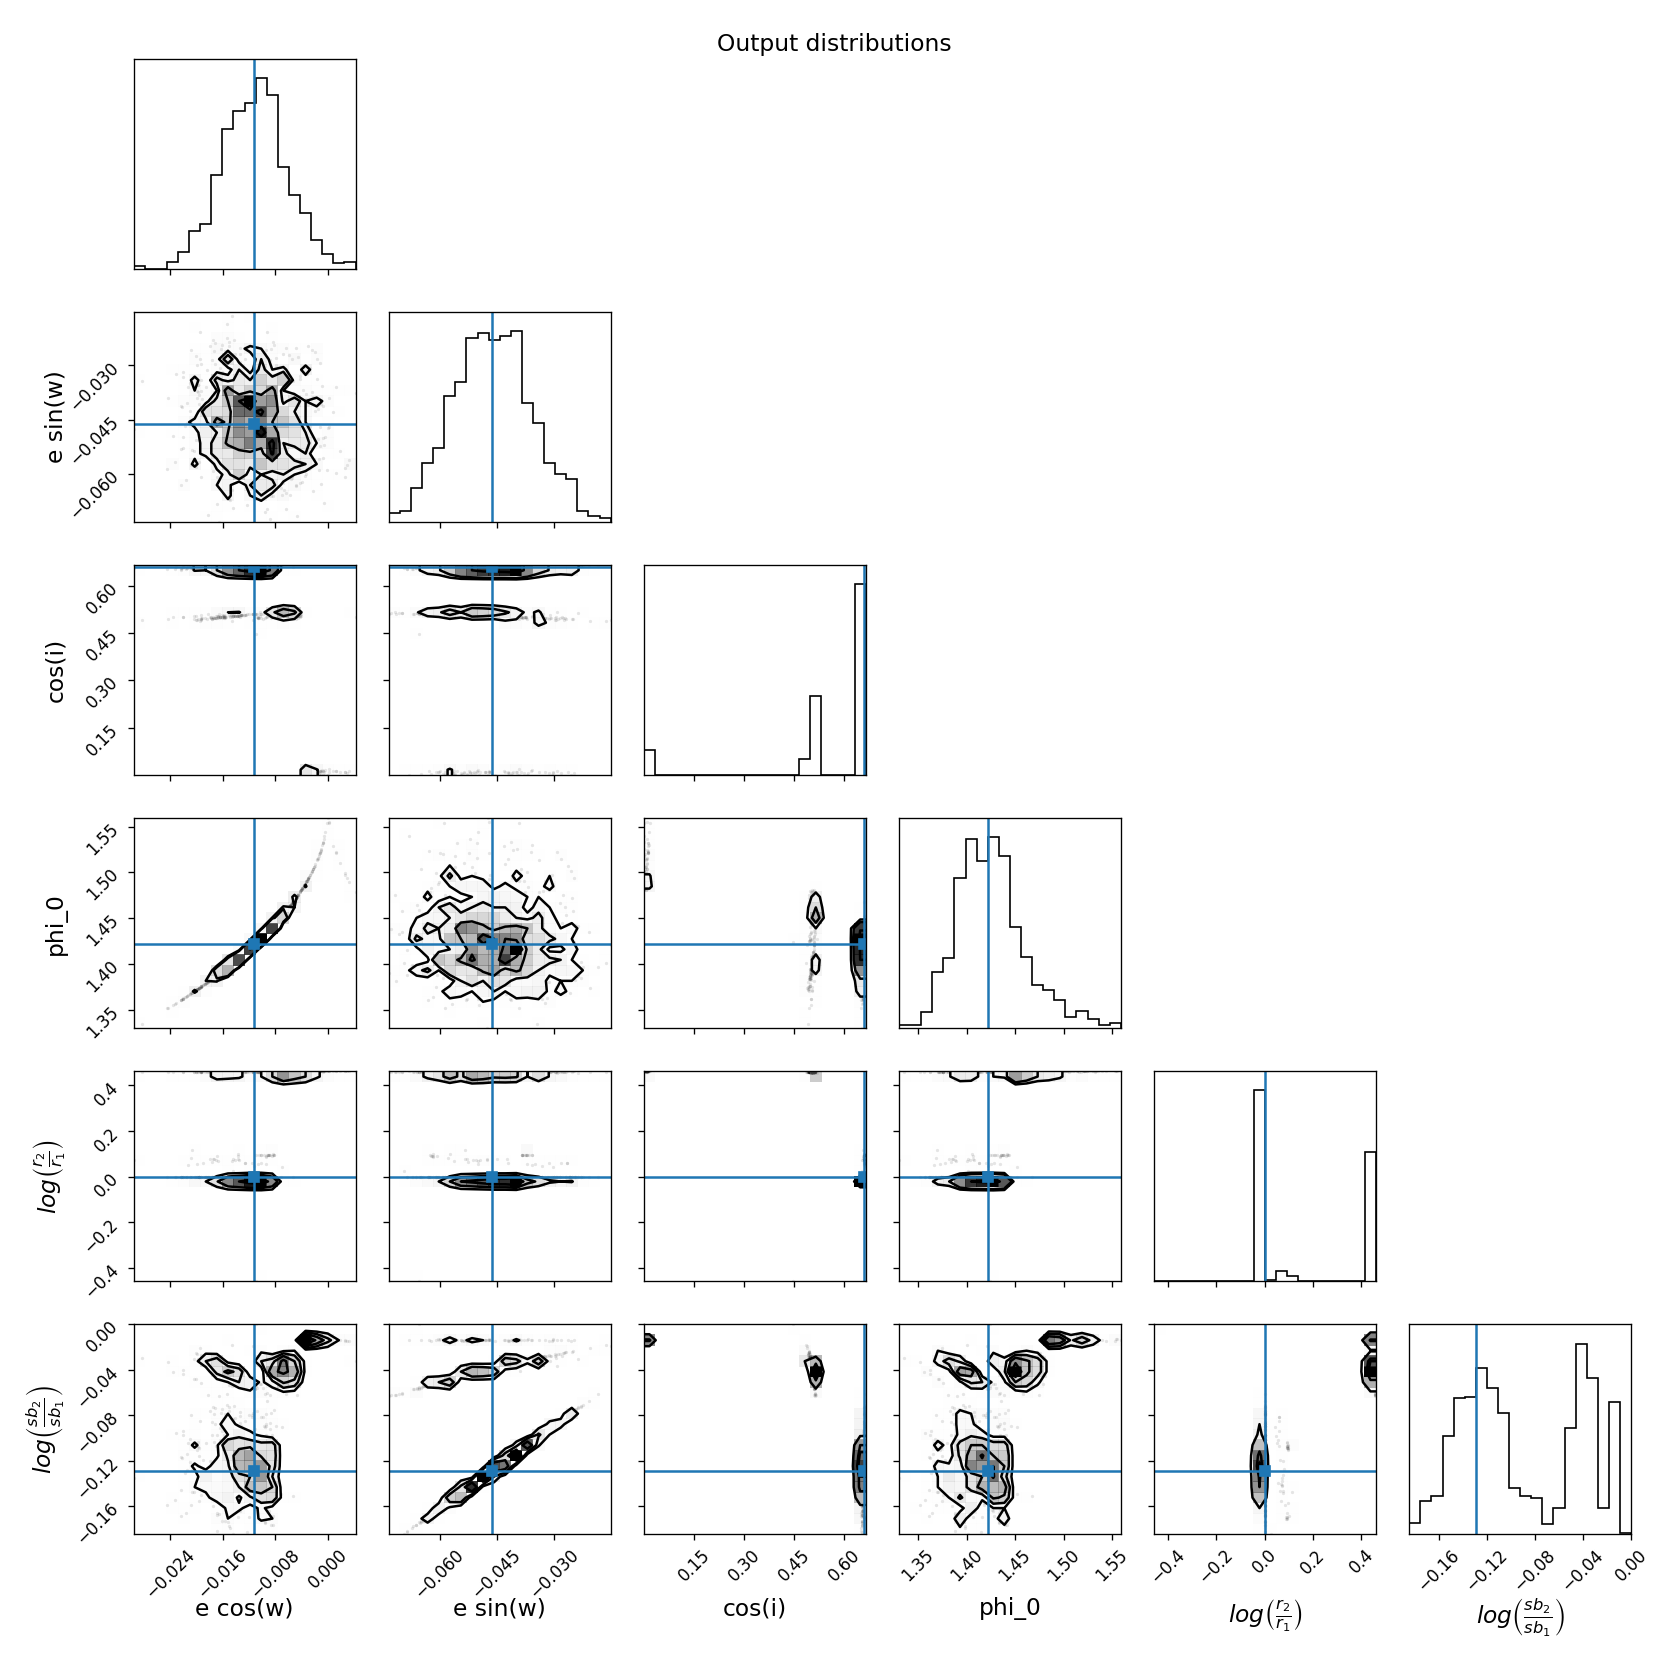 Output distributions
e sin(w)
−0.030
−0.045
−0.060
cos(i)
0.60
0.45
0.30
0.15
phi_0
1.55
1.50
1.45
1.40
1.35
log(r2/r1)
0.4
0.2
0.0
−0.2
−0.4
log(sb2/sb1)
0.00
−0.04
−0.08
−0.12
−0.16
−0.024 −0.016 −0.008 0.000
−0.060 −0.045 −0.030
0.15 0.30 0.45 0.60
1.35 1.40 1.45 1.50 1.55
−0.4 −0.2 0.0 0.2 0.4
−0.16 −0.12 −0.08 −0.04 0.00
e cos(w) e sin(w) cos(i) phi_0 log(r2/r1) log(sb2/sb1)